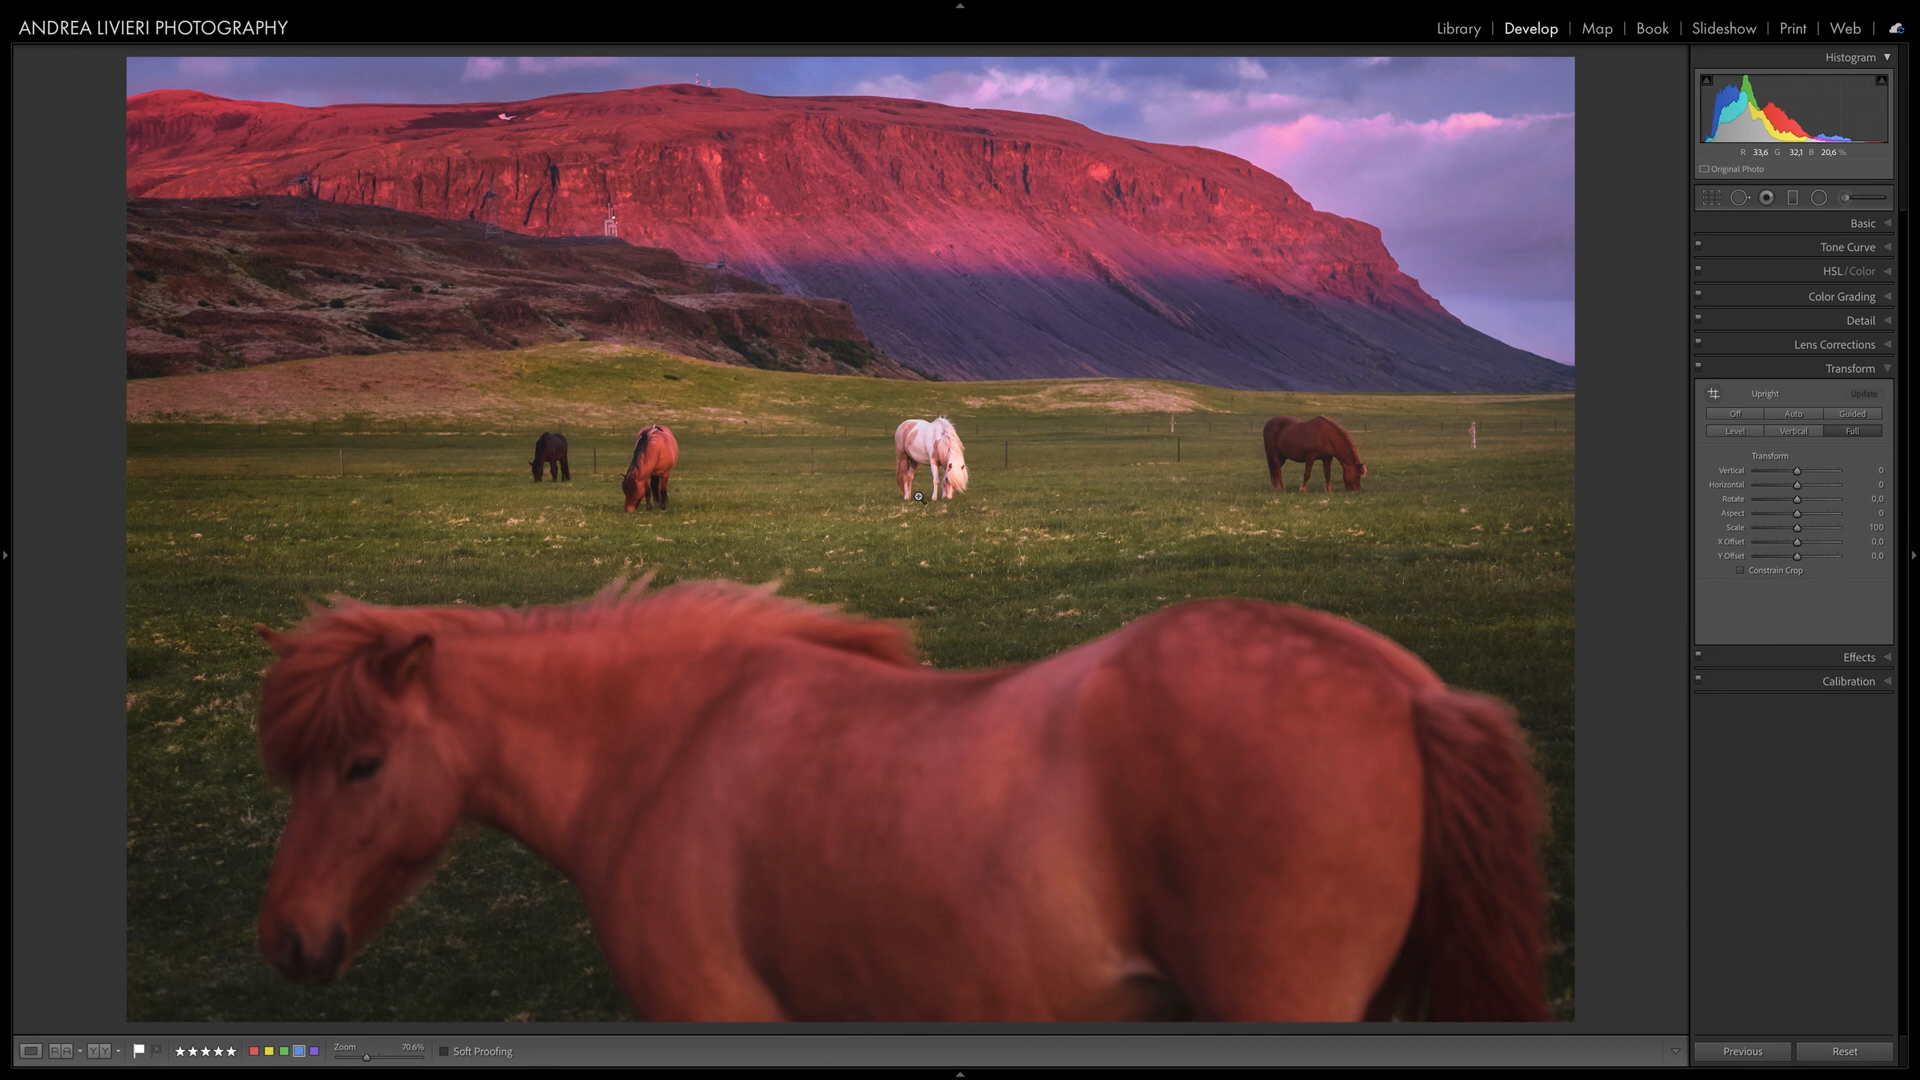 ANDREA LIVIERI PHOTOGRAPHY
Library | Develop | Map | Book | Slideshow | Print | Web |
Histogram
R 33,6 G 32,1 B 20,6 %
Original Photo
Basic
Tone Curve
HSL / Color
Color Grading
Detail
Lens Corrections
Transform
Upright Update
Off Auto Guided
Level Vertical Full
Transform
Vertical 0
Horizontal 0
Rotate 0,0
Aspect 0
Scale 100
X Offset 0,0
Y Offset 0,0
Constrain Crop
Effects
Calibration
RA YY Zoom 70.6% Soft Proofing
Previous Reset